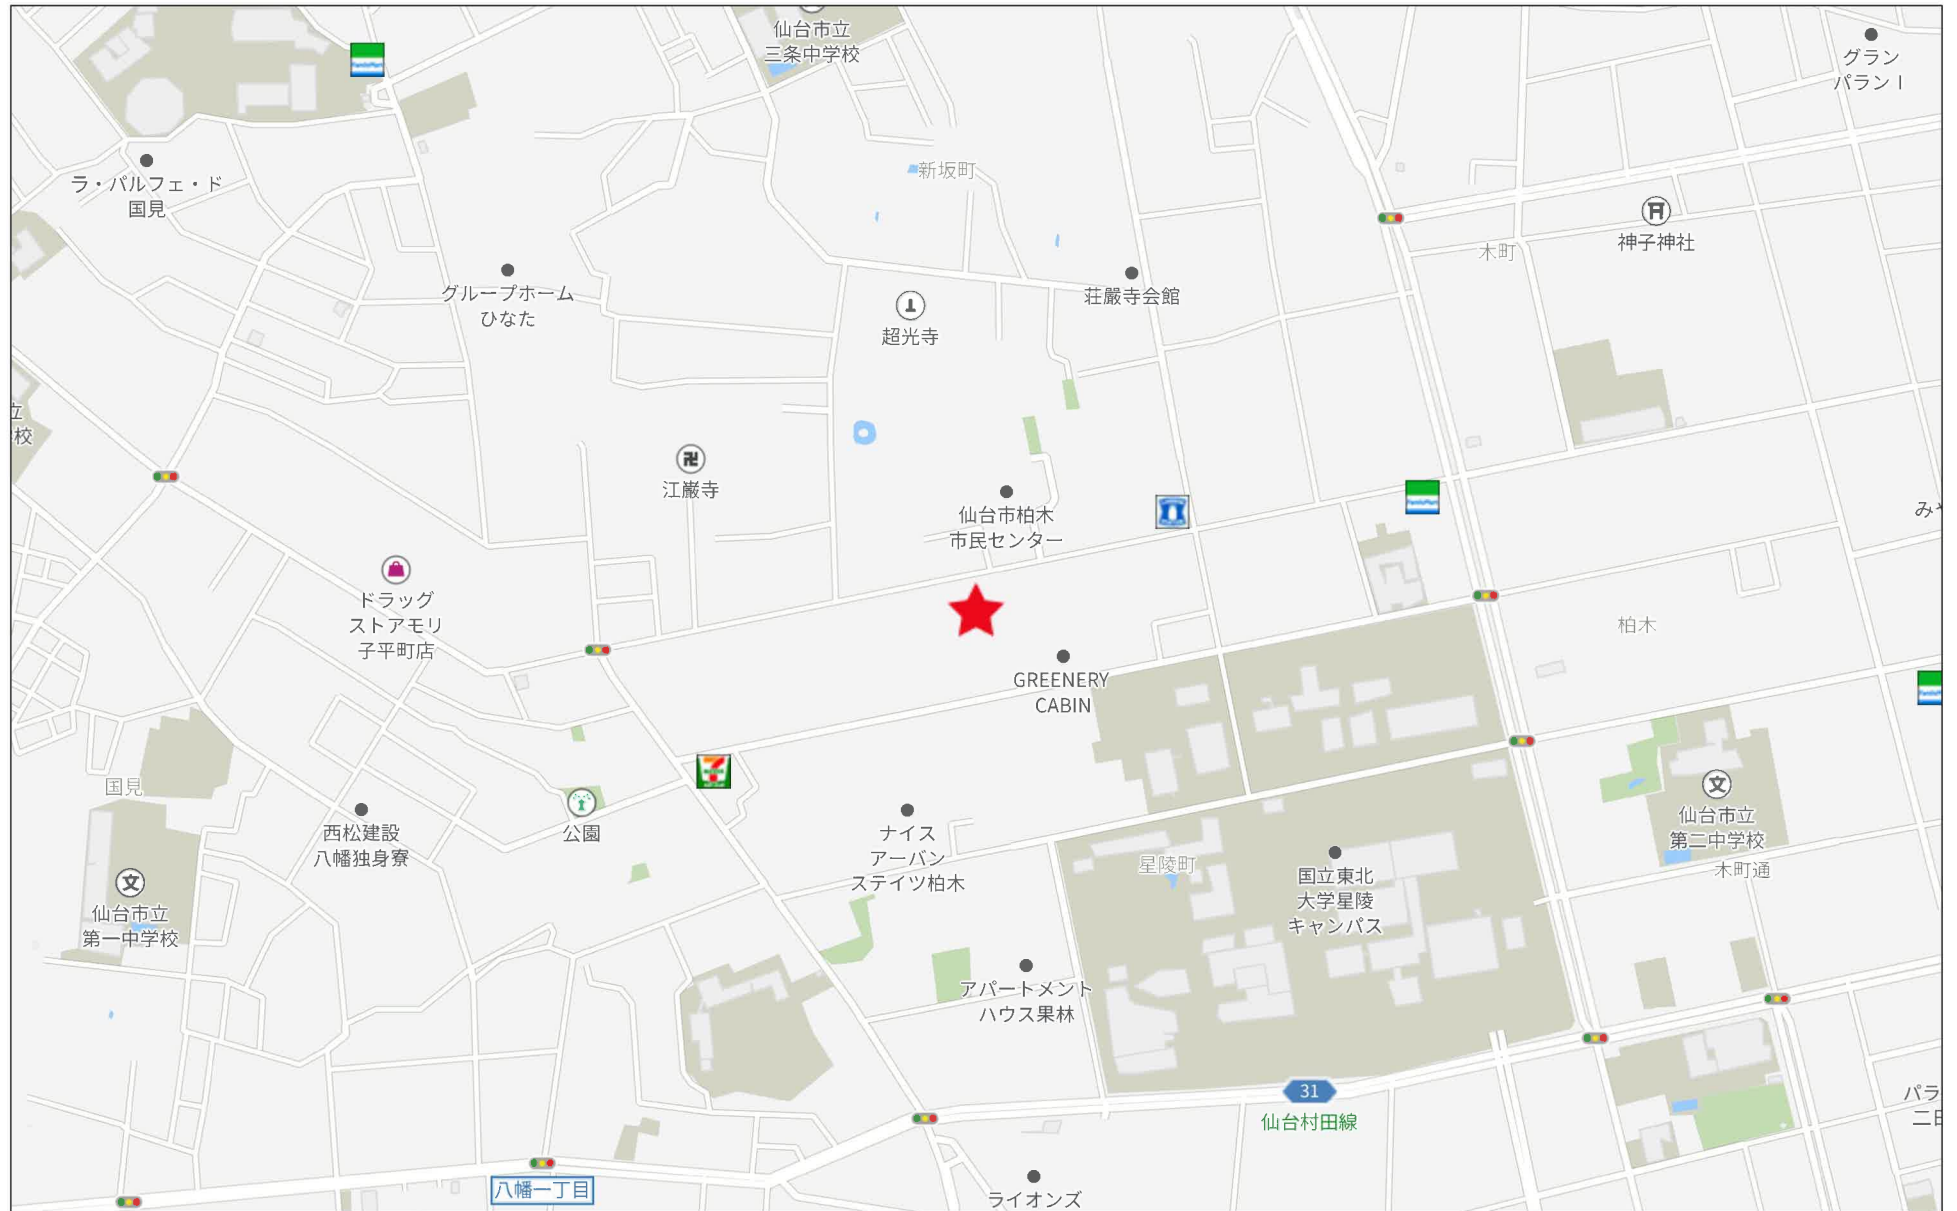 仙台市立
三条中学校
グラン
パラン I
ラ・パルフェ・ド
国見
新坂町
神子神社
木町
グループホーム
ひなた
荘厳寺会館
超光寺
立
校
江厳寺
仙台市柏木
市民センター
みや
ドラッグ
ストアモリ
子平町店
柏木
GREENERY
CABIN
国見
西松建設
八幡独身寮
公園
ナイス
アーバン
ステイツ柏木
星陵町
国立東北
大学星陵
キャンパス
仙台市立
第二中学校
木町通
仙台市立
第一中学校
アパートメント
ハウス果林
31
仙台村田線
パラ
二日
八幡一丁目
ライオンズ